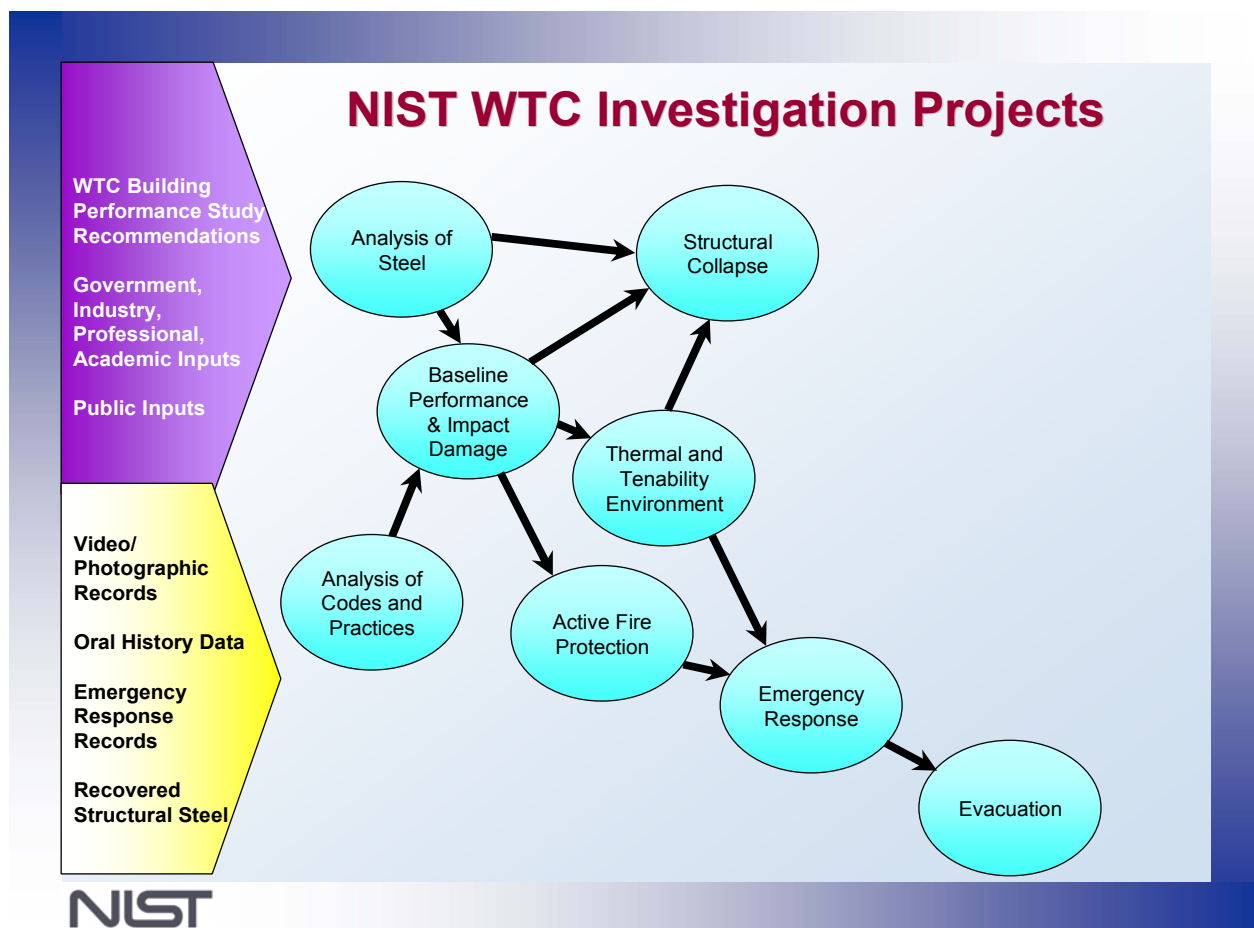 NIST WTC Investigation Projects
WTC Building
Performance Study
Recommendations
Government,
Industry,
Professional,
Academic Inputs
Public Inputs
Video/
Photographic
Records
Oral History Data
Emergency
Response
Records
Recovered
Structural Steel
Analysis of
Steel
Structural
Collapse
Baseline
Performance
& Impact
Damage
Thermal and
Tenability
Environment
Analysis of
Codes and
Practices
Active Fire
Protection
Emergency
Response
Evacuation
NIST